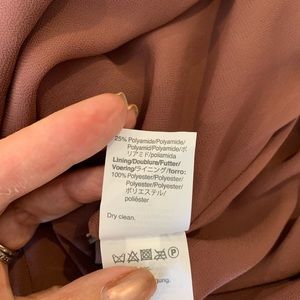 25% Polyamide/Polyamide/
Polyamid/Polyamide/ポ
リアミド/poliamida
Lining/Doublure/Futter/
Voering/ライニング/forro:
100% Polyester/Polyester/
Polyester/Polyester/
ポリエステル/
poliéster
Dry clean.
P